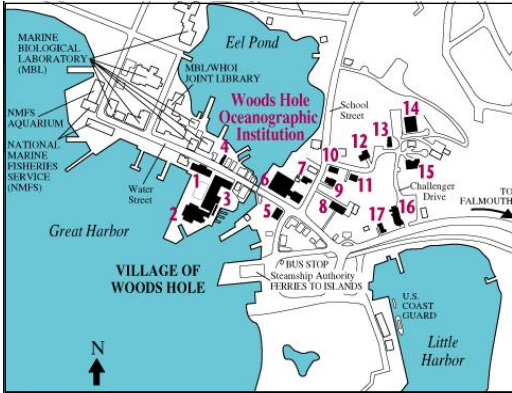 MARINE
BIOLOGICAL
LABORATORY
(MBL)
Eel Pond
MBL/WHOI
JOINT LIBRARY
Woods Hole
Oceanographic
Institution
School
Street
14
13
12
NMFS
AQUARIUM
4
10
7
15
NATIONAL
MARINE
FISHERIES
SERVICE
(NMFS)
1
6
9
11
Challenger
Drive
TO
FALMOUTH
Water
Street
3
2
5
8
17
16
Great Harbor
VILLAGE OF
WOODS HOLE
BUS STOP
Steamship Authority
FERRIES TO ISLANDS
U.S.
COAST
GUARD
Little
Harbor
N